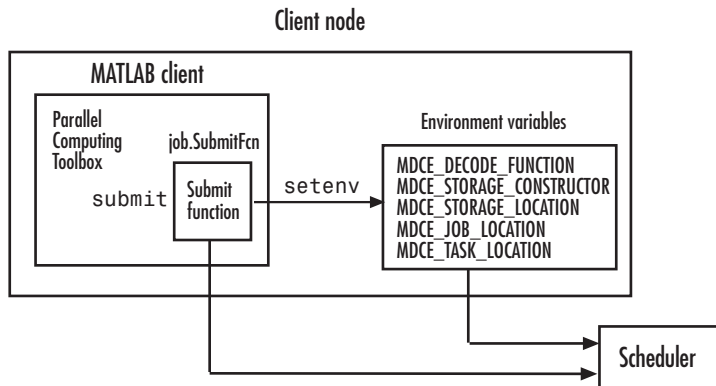 Client node
MATLAB client
Parallel
Computing
Toolbox
job.SubmitFcn
submit
Submit
function
setenv
Environment variables
MDCE_DECODE_FUNCTION
MDCE_STORAGE_CONSTRUCTOR
MDCE_STORAGE_LOCATION
MDCE_JOB_LOCATION
MDCE_TASK_LOCATION
Scheduler